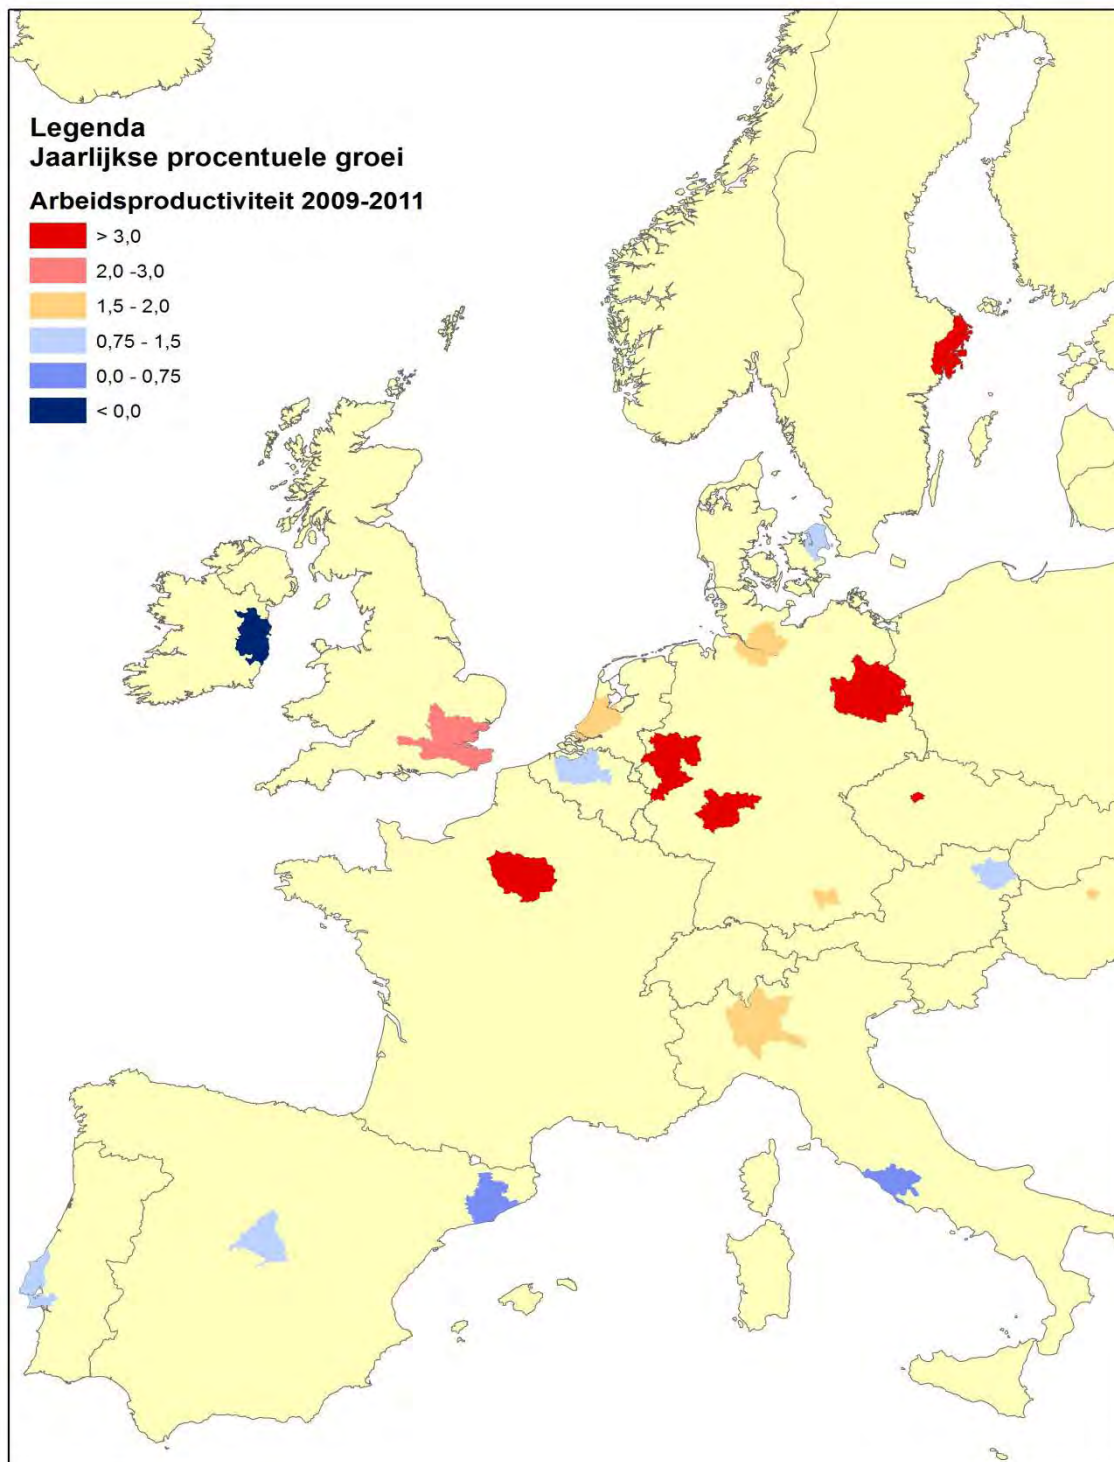 Legenda
Jaarlijkse procentuele groei
Arbeidsproductiviteit 2009-2011
> 3,0
2,0 -3,0
1,5 - 2,0
0,75 - 1,5
0,0 - 0,75
< 0,0